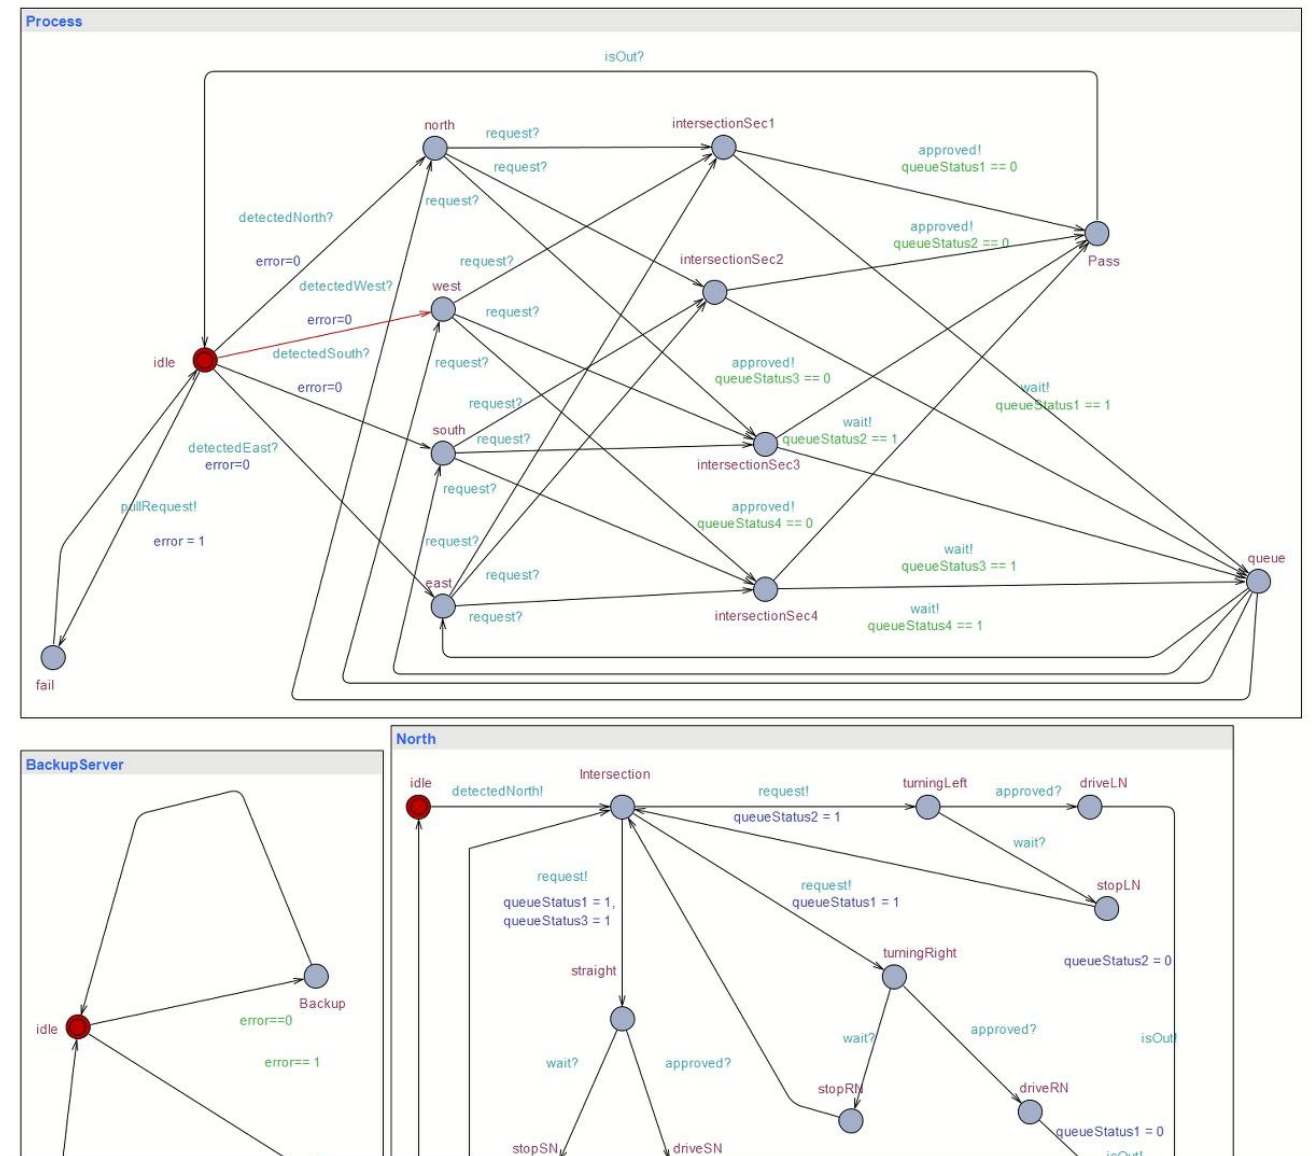 Process
isOut?
north
request?
intersectionSec1
approved!
queueStatus1 == 0
request?
request?
detectedNorth?
approved!
queueStatus2 == 0
error=0
request?
intersectionSec2
Pass
detectedWest?
west
error=0
request?
idle
detectedSouth?
request?
approved!
queueStatus3 == 0
error=0
request?
wait!
queueStatus1 == 1
wait!
queueStatus2 == 1
south
request?
detectedEast?
error=0
intersectionSec3
request?
pullRequest!
approved!
queueStatus4 == 0
error = 1
request?
wait!
queueStatus3 == 1
queue
east
request?
request?
intersectionSec4
wait!
queueStatus4 == 1
fail
North
BackupServer
idle
detectedNorth!
Intersection
request!
queueStatus2 = 1
turningLeft
approved?
driveLN
wait?
stopLN
request!
queueStatus1 = 1,
queueStatus3 = 1
request!
queueStatus1 = 1
turningRight
queueStatus2 = 0
straight
Backup
idle
error==0
error== 1
wait?
approved?
wait?
approved?
isOut!
stopRN
driveRN
queueStatus1 = 0
stopSN
driveSN
isOut!